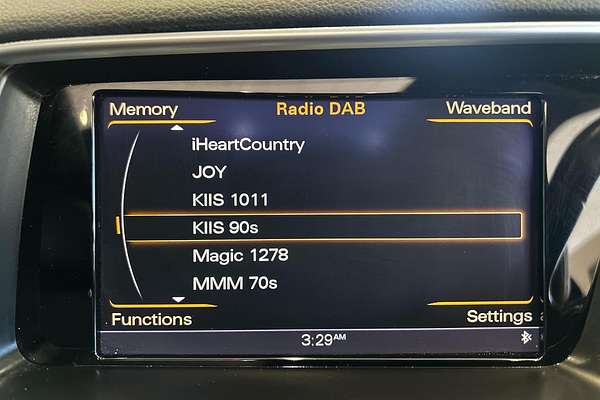 Memory Radio DAB Waveband
iHeartCountry
JOY
KIIS 1011
KIIS 90s
Magic 1278
MMM 70s
Functions Settings
3:29AM